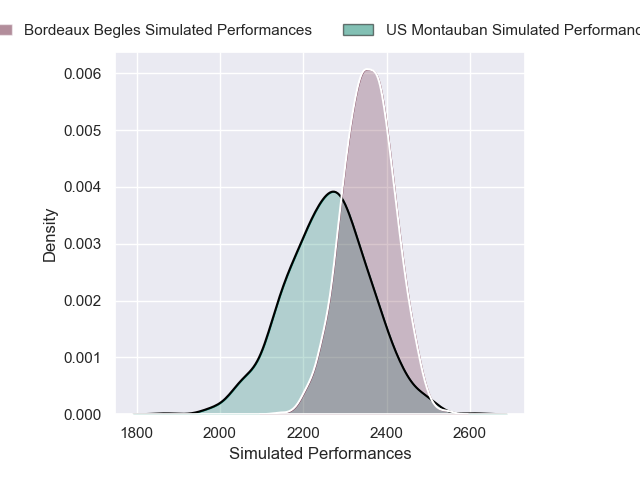 Bordeaux Begles Simulated Performances
US Montauban Simulated
0.006
0.005
0.004
0.003
0.002
0.001
0.000
Density
1800 2000 2200 2400 2600
Simulated Performances